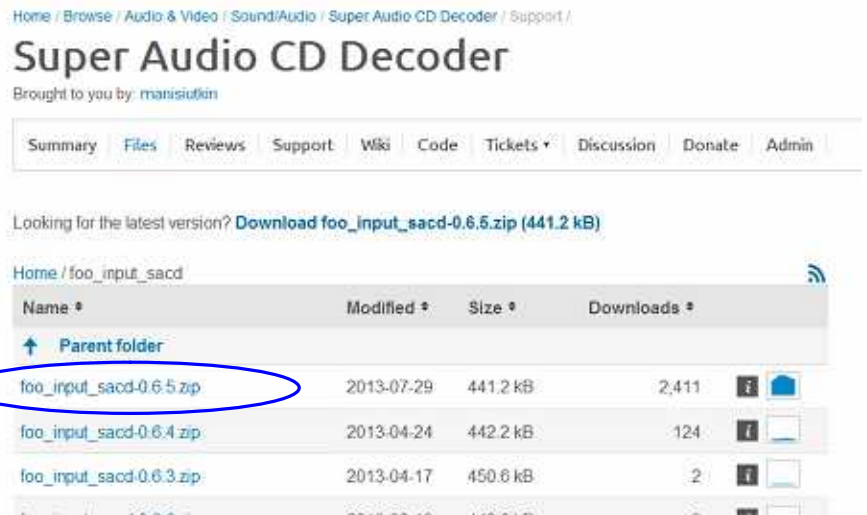 Home / Browse / Audio & Video / Sound/Audio / Super Audio CD Decoder / Support /
Super Audio CD Decoder
Brought to you by: manisiutkin
Summary Files Reviews Support Wiki Code Tickets Discussion Donate Admin
Looking for the latest version? Download foo_input_sacd-0.6.5.zip (441.2 kB)
Home / foo_input_sacd
Name Modified Size Downloads
Parent folder
foo_input_sacd-0.6.5.zip 2013-07-29 441.2 kB 2,411 i
foo_input_sacd-0.6.4.zip 2013-04-24 442.2 kB 124 i
foo_input_sacd-0.6.3.zip 2013-04-17 450.6 kB 2 i